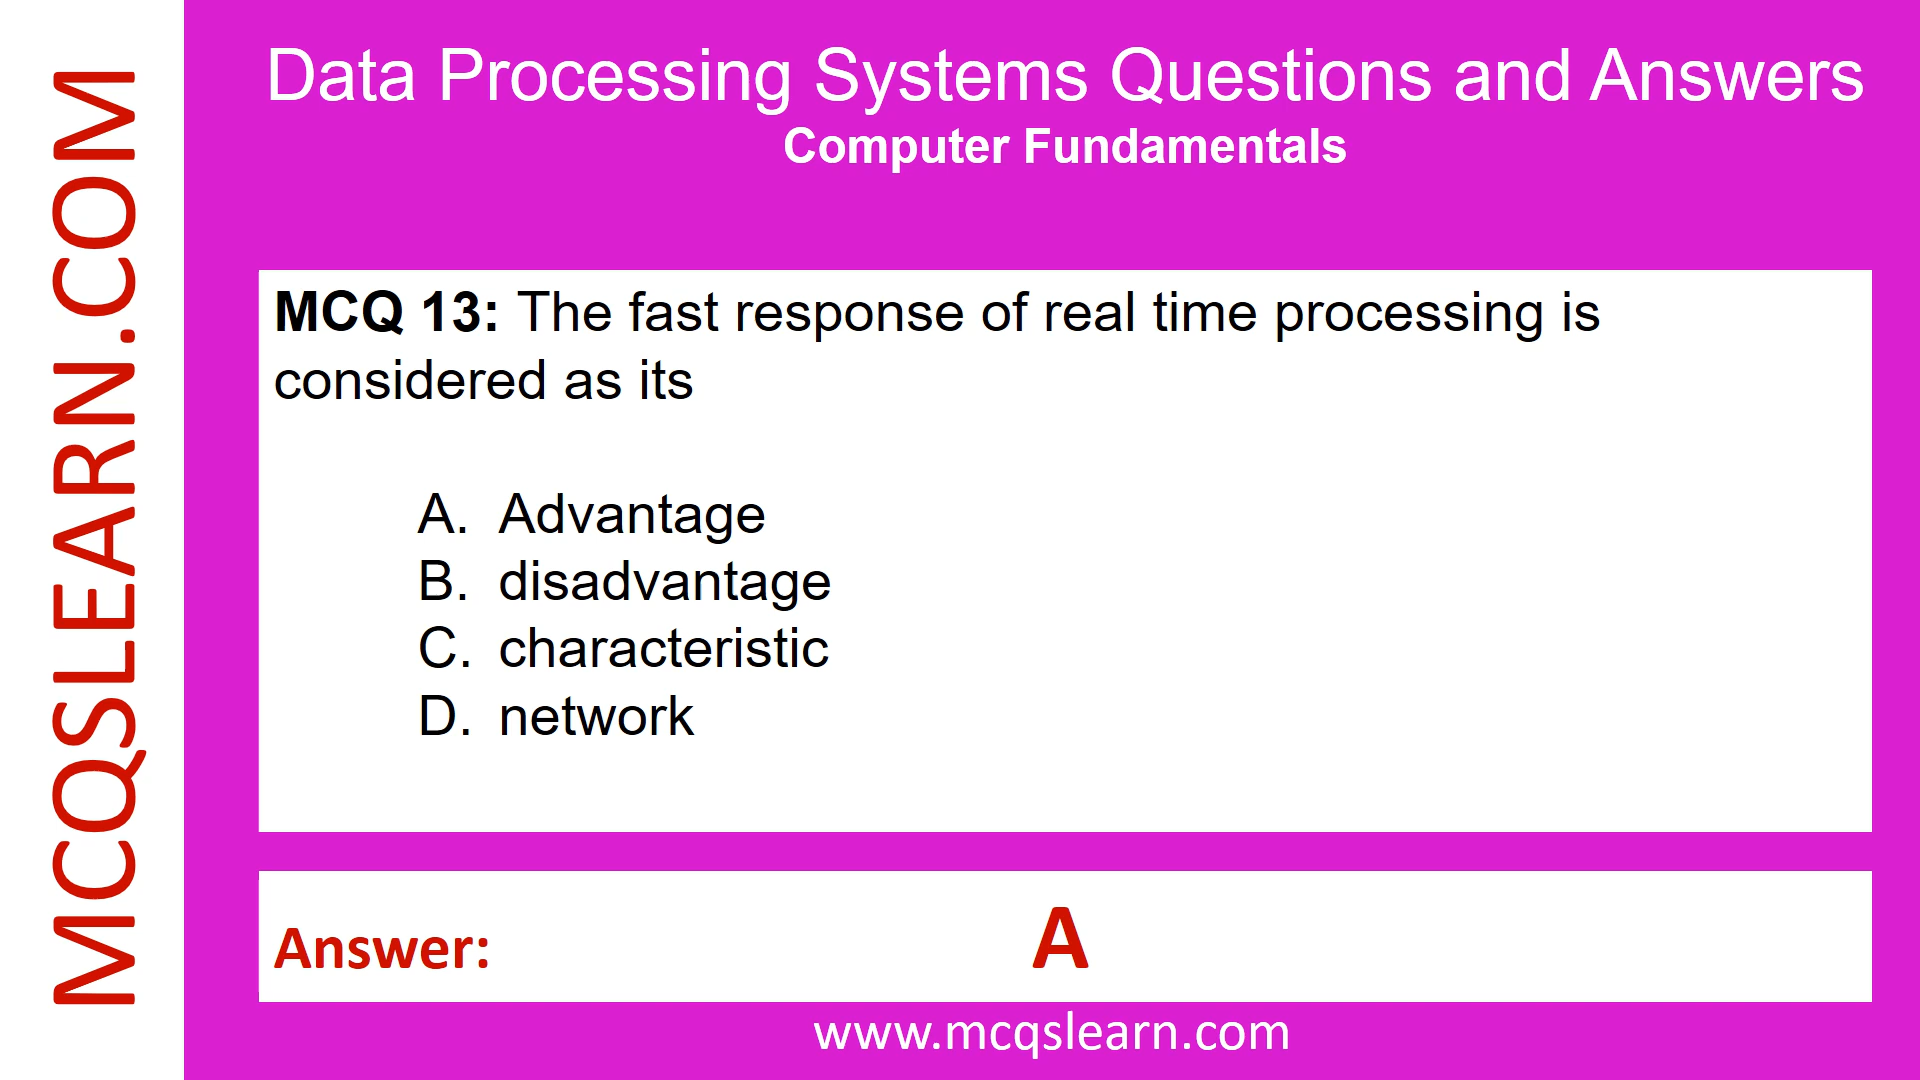 MCQSLEARN.COM
Data Processing Systems Questions and Answers
Computer Fundamentals
MCQ 13: The fast response of real time processing is
considered as its
A. Advantage
B. disadvantage
C. characteristic
D. network
Answer: A
www.mcqslearn.com